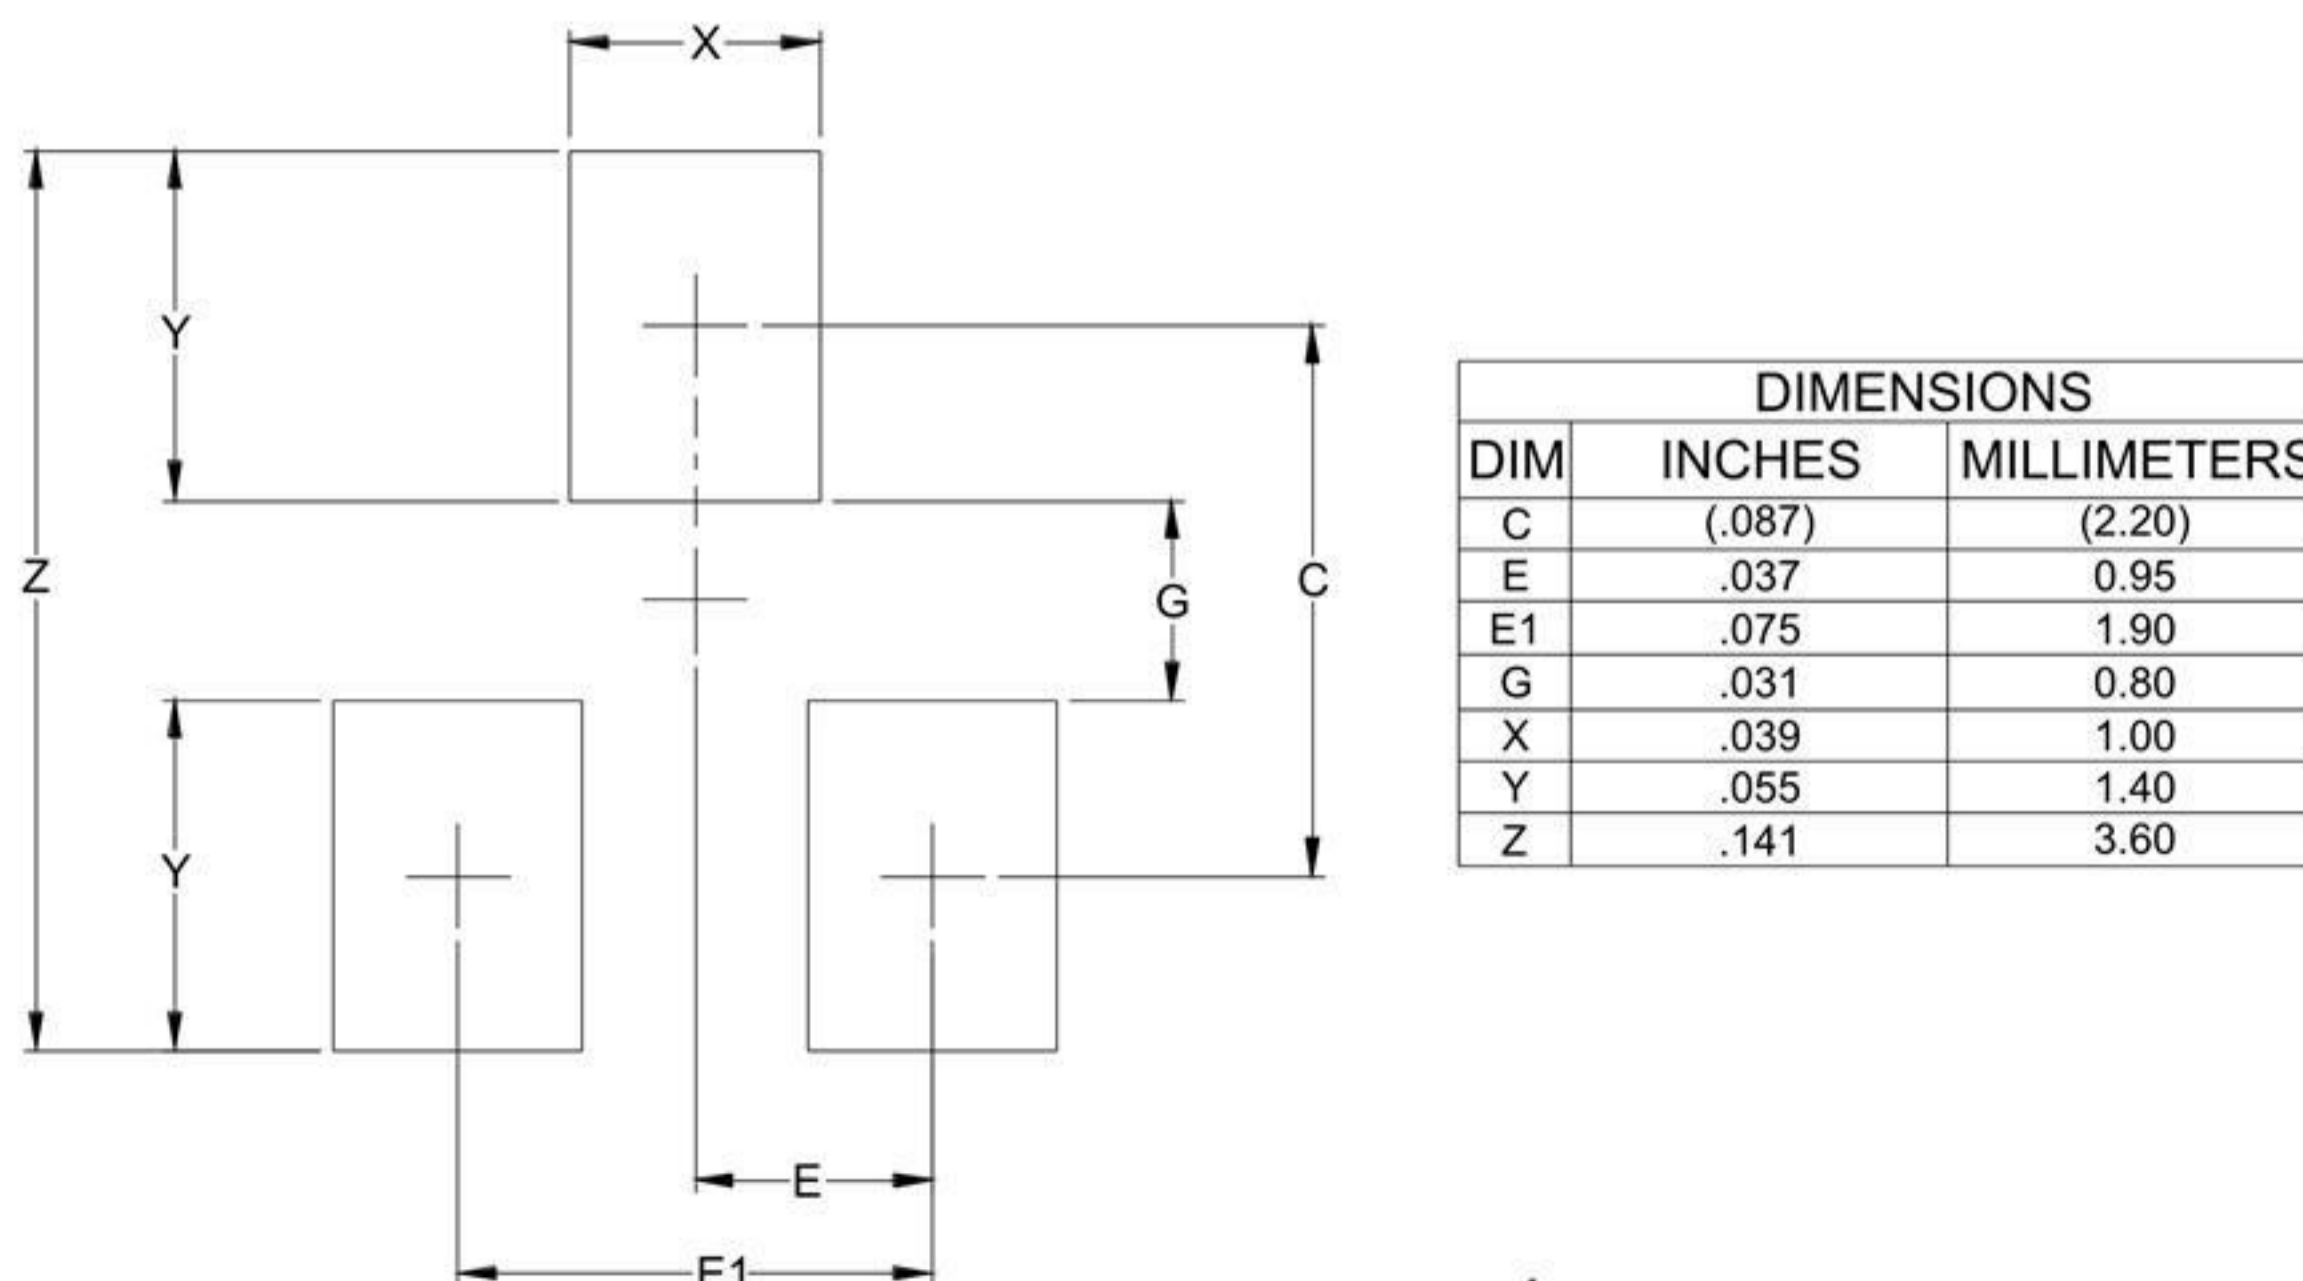 X
Y
Z
C
G
Y
E
E1
DIMENSIONS
DIM INCHES MILLIMETERS
C (.087) (2.20)
E .037 0.95
E1 .075 1.90
G .031 0.80
X .039 1.00
Y .055 1.40
Z .141 3.60